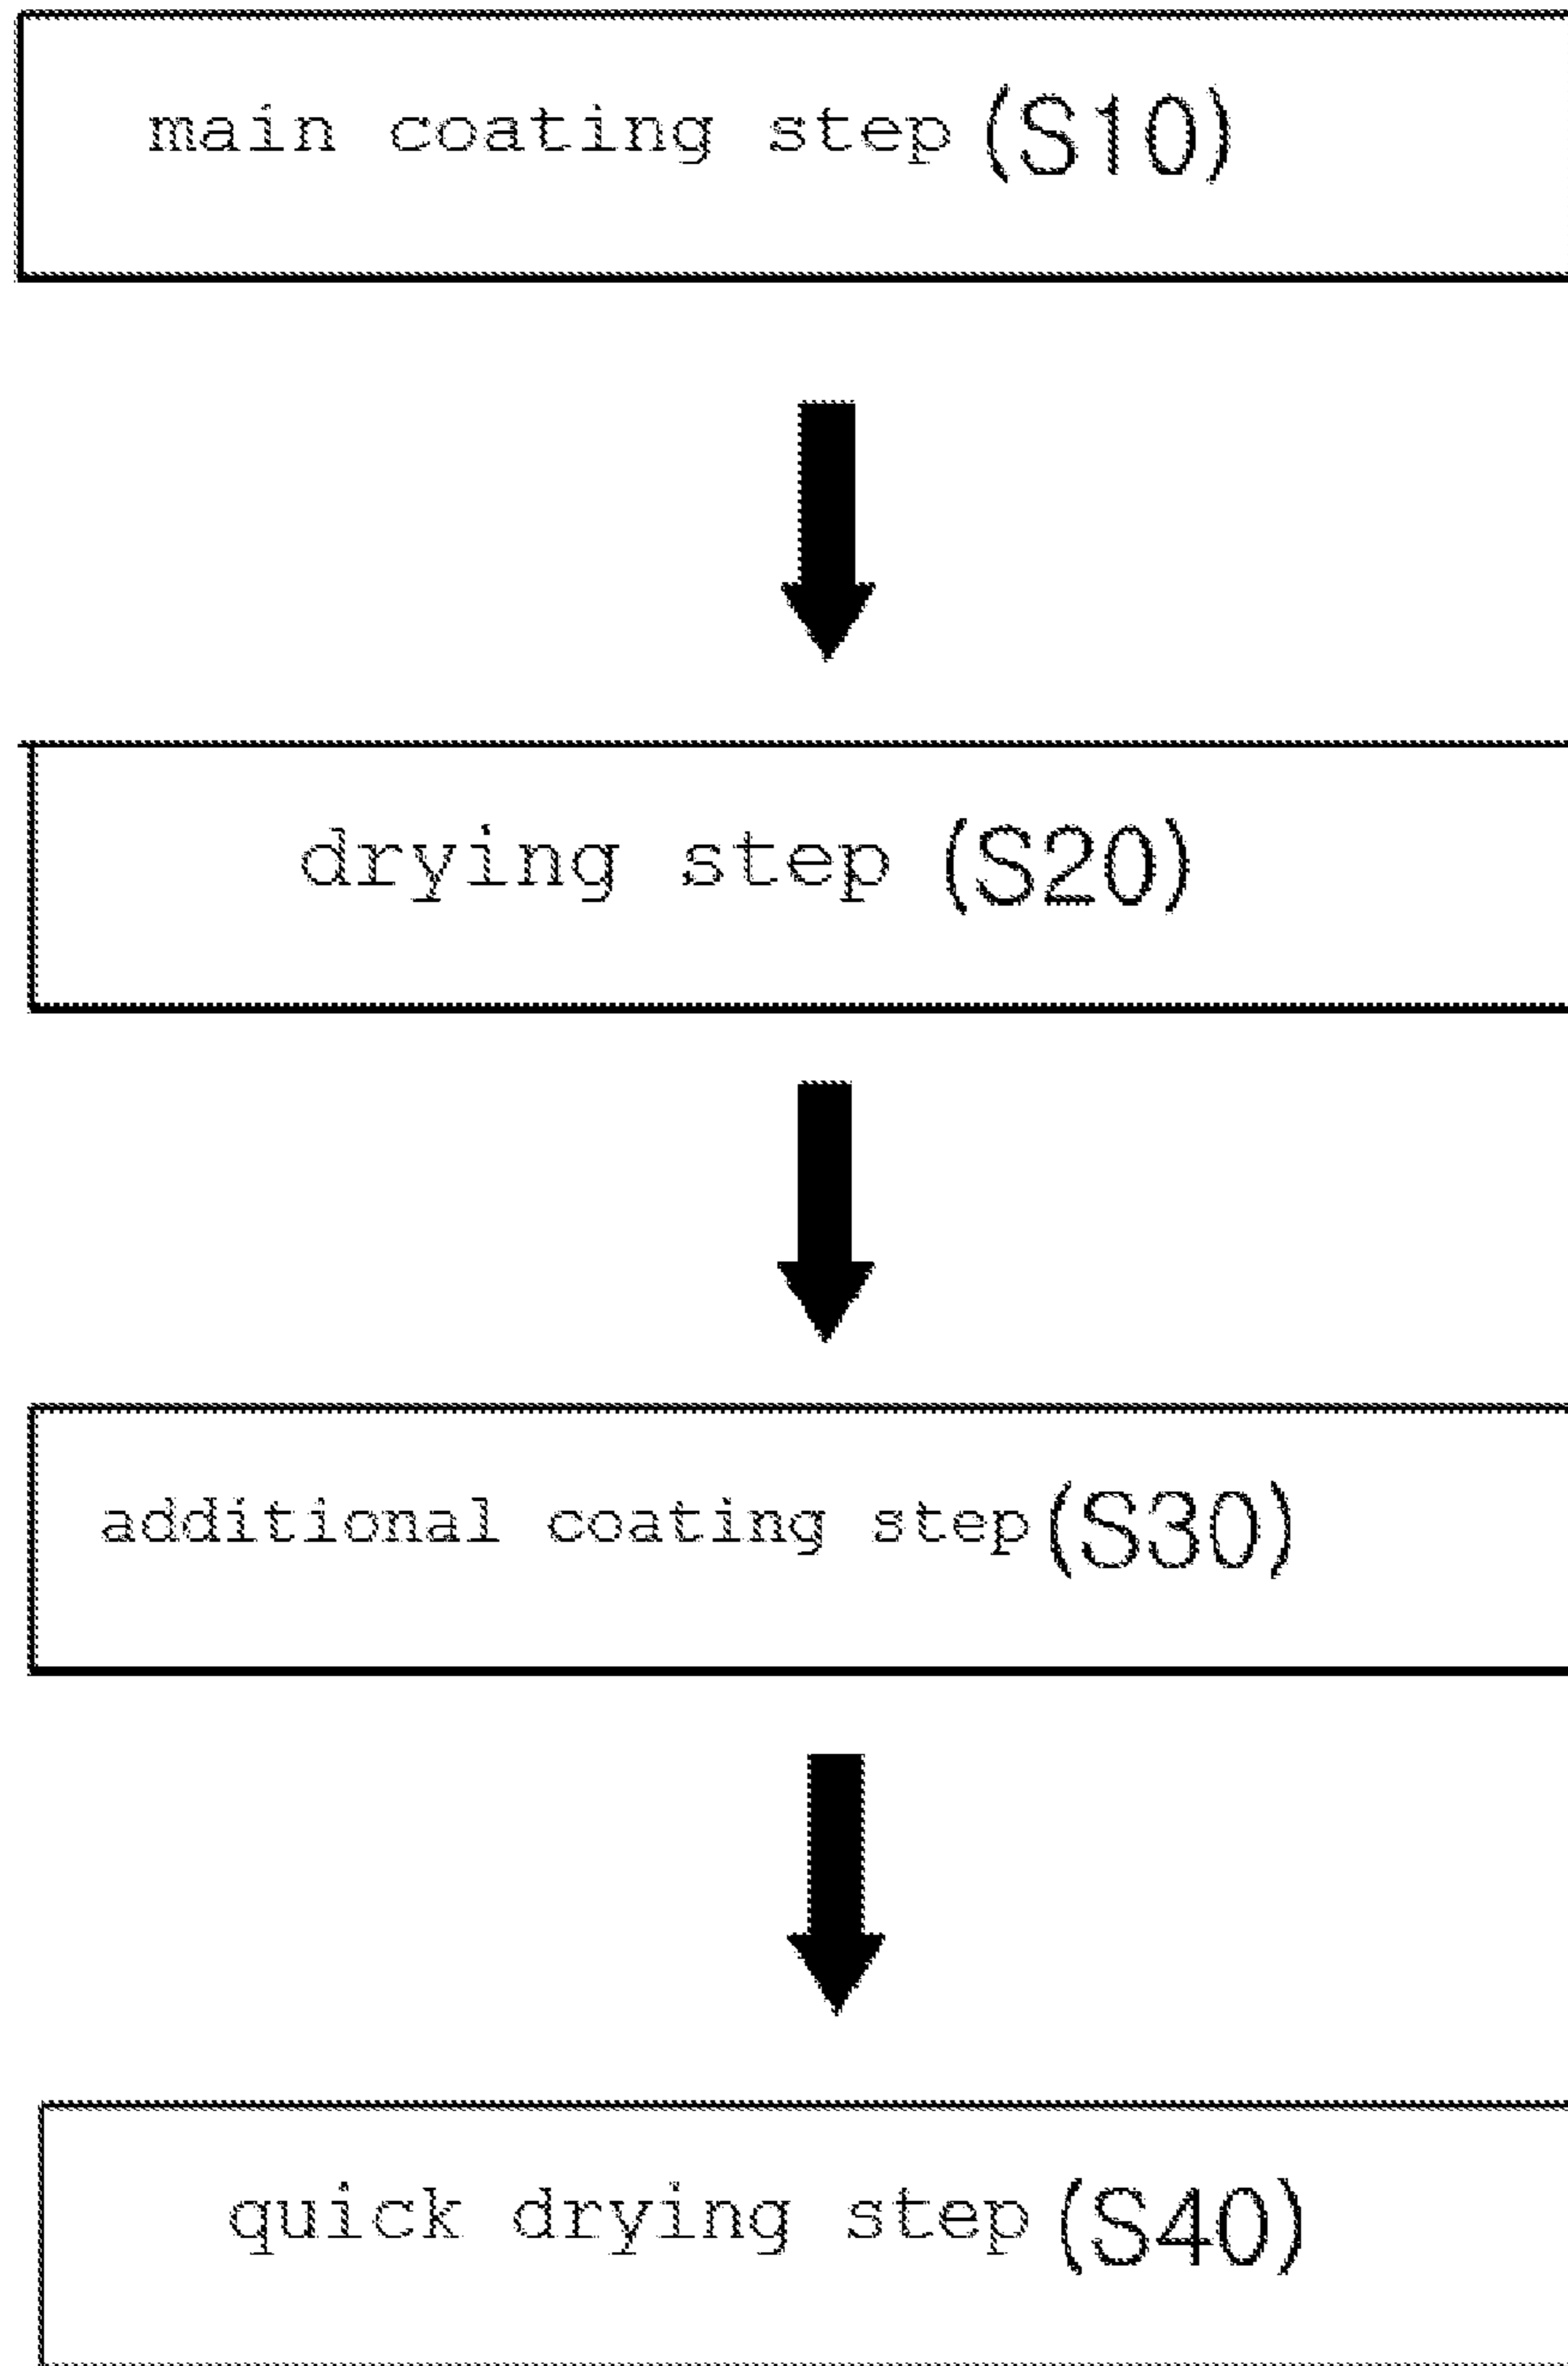 main coating step (S10)
drying step (S20)
additional coating step (S30)
quick drying step (S40)